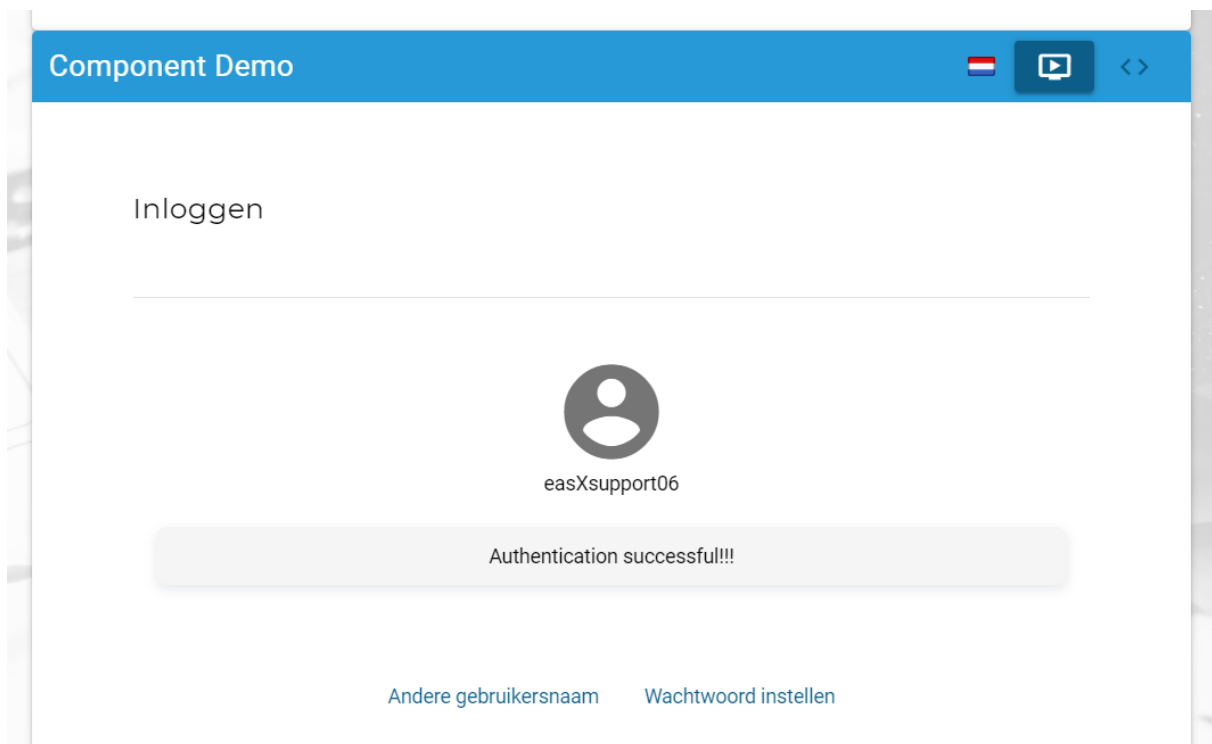 Component Demo
< >
Inloggen
easXsupport06
Authentication successful!!!
Andere gebruikersnaam Wachtwoord instellen